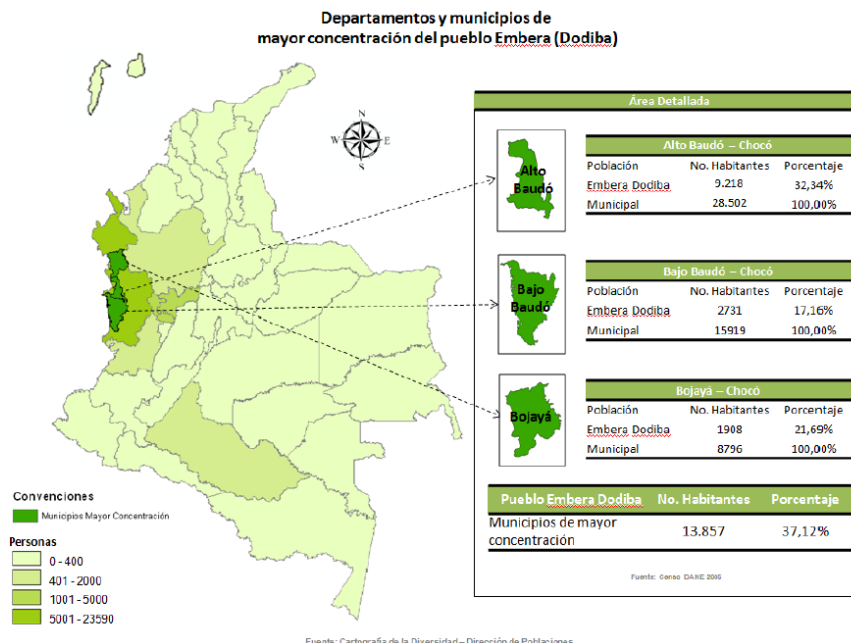 Departamentos y municipios de
mayor concentración del pueblo Embera (Dodiba)
N
W E
S
Área Detallada
Alto
Baudó
Alto Baudó – Chocó
Población No. Habitantes Porcentaje
Embera Dodiba 9.218 32,34%
Municipal 28.502 100,00%
Bajo
Baudó
Bajo Baudó – Chocó
Población No. Habitantes Porcentaje
Embera Dodiba 2731 17,16%
Municipal 15919 100,00%
Bojayá
Bojayá – Chocó
Población No. Habitantes Porcentaje
Embera Dodiba 1908 21,69%
Municipal 8796 100,00%
Pueblo Embera Dodiba No. Habitantes Porcentaje
Municipios de mayor
concentración 13.857 37,12%
Fuente: Censo DANE 2005
Convenciones
Municipios Mayor Concentración
Personas
0 - 400
401 - 2000
1001 - 5000
5001 - 23590
Fuente: Cartografía de la Diversidad – Dirección de Poblaciones